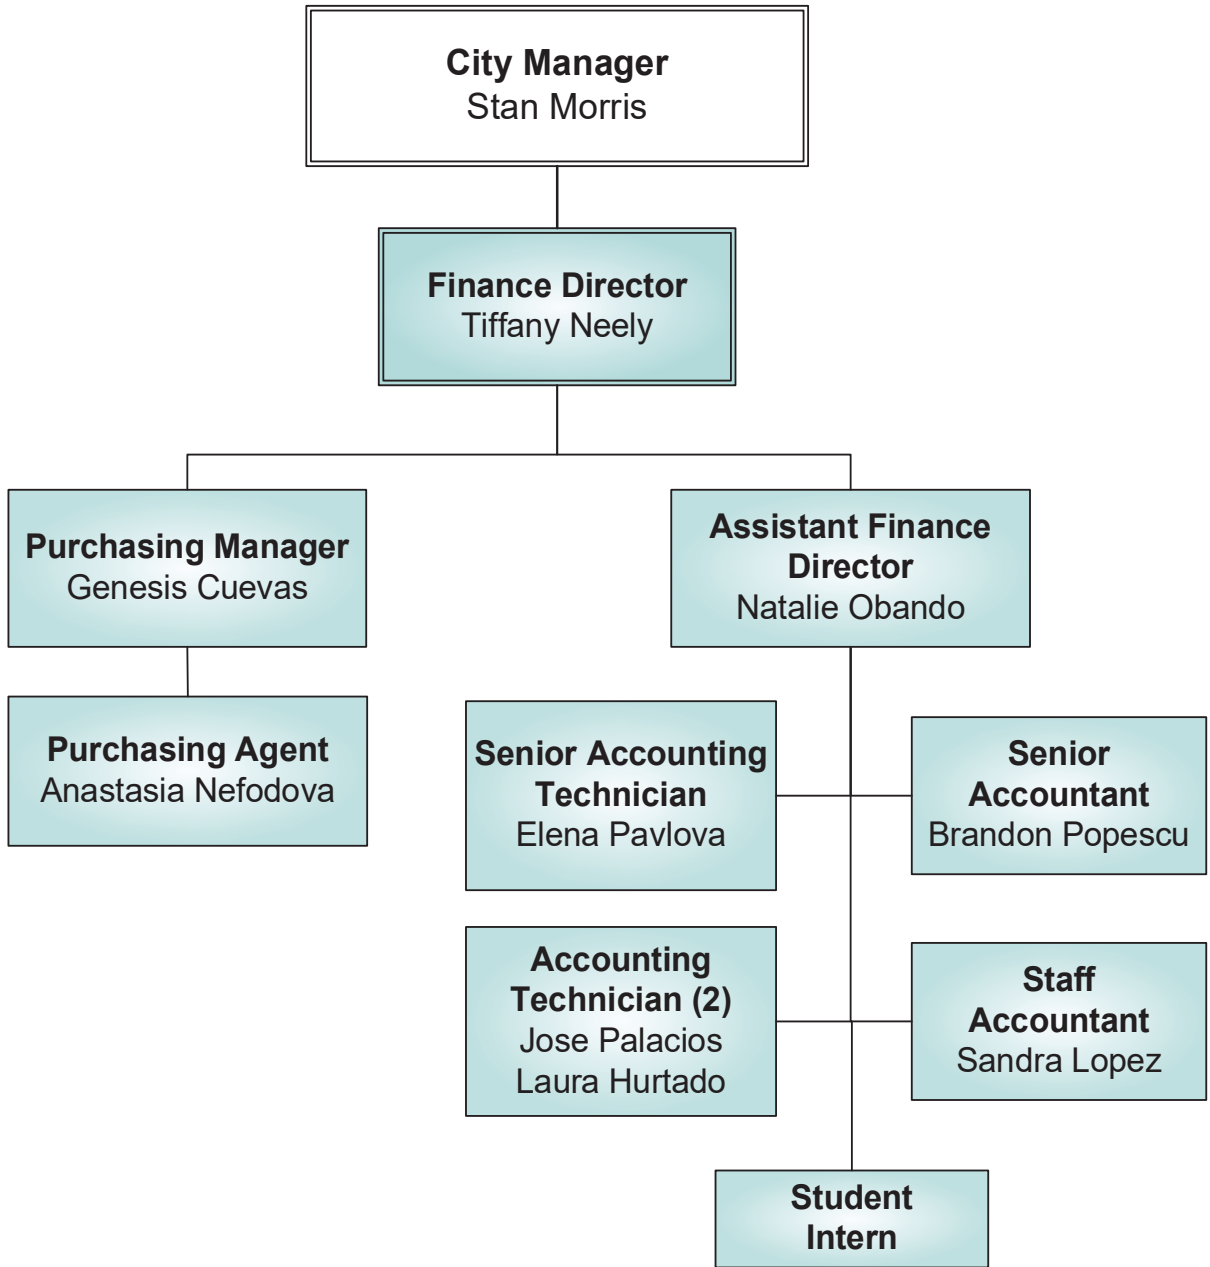 City Manager
Stan Morris
Finance Director
Tiffany Neely
Purchasing Manager
Genesis Cuevas
Assistant Finance
Director
Natalie Obando
Purchasing Agent
Anastasia Nefodova
Senior Accounting
Technician
Elena Pavlova
Senior
Accountant
Brandon Popescu
Accounting
Technician (2)
Jose Palacios
Laura Hurtado
Staff
Accountant
Sandra Lopez
Student
Intern